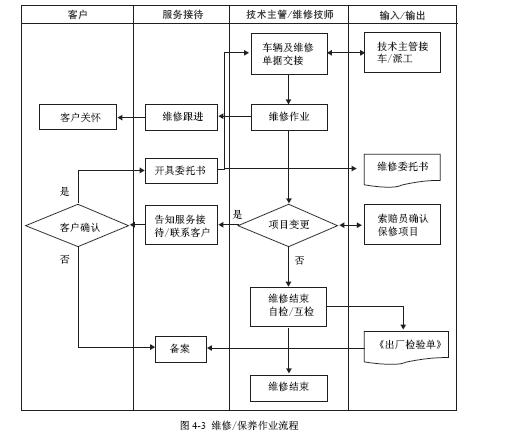 客户
服务接待
技术主管/维修技师
输入/输出
车辆及维修
单据交接
技术主管接
车/派工
客户关怀
维修跟进
维修作业
开具委托书
维修委托书
是
客户确认
告知服务接
待/联系客户
是
项目变更
索赔员确认
保修项目
否
否
维修结束
自检/互检
备案
《出厂检验单》
维修结束
图 4-3 维修/保养作业流程